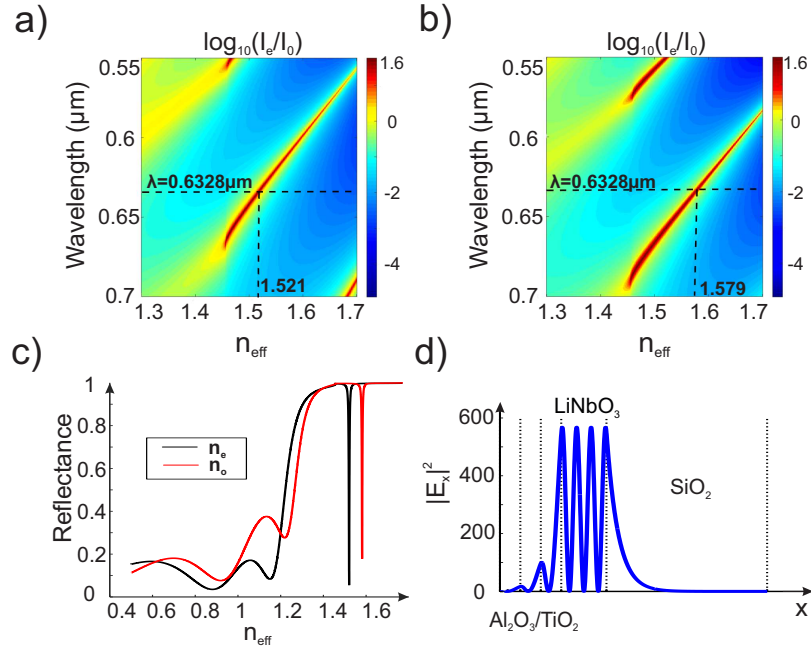 a)
log₁₀(Iₑ/I₀)
0.55
0.6
0.65
0.7
Wavelength (μm)
λ=0.6328μm
1.521
1.3
1.4
1.5
1.6
1.7
n_eff
1.6
0
-2
-4
b)
log₁₀(Iₑ/I₀)
0.55
0.6
0.65
0.7
Wavelength (μm)
λ=0.6328μm
1.579
1.3
1.4
1.5
1.6
1.7
n_eff
1.6
0
-2
-4
c)
1
0.8
0.6
0.4
0.2
0
Reflectance
nₑ
nₒ
0.4
0.6
0.8
1
1.2
1.4
1.6
n_eff
d)
LiNbO₃
600
400
200
0
|Eₓ|²
SiO₂
x
Al₂O₃/TiO₂